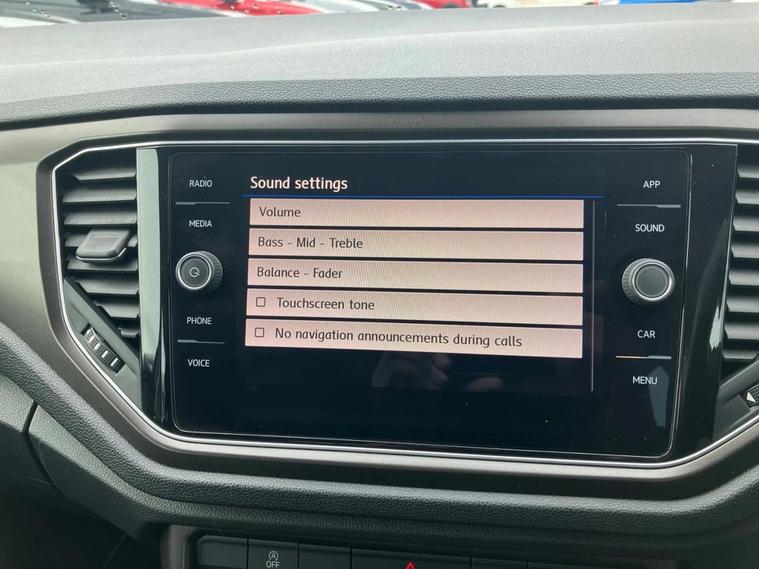 RADIO
MEDIA
PHONE
VOICE
Sound settings
Volume
Bass - Mid - Treble
Balance - Fader
Touchscreen tone
No navigation announcements during calls
APP
SOUND
CAR
MENU
OFF